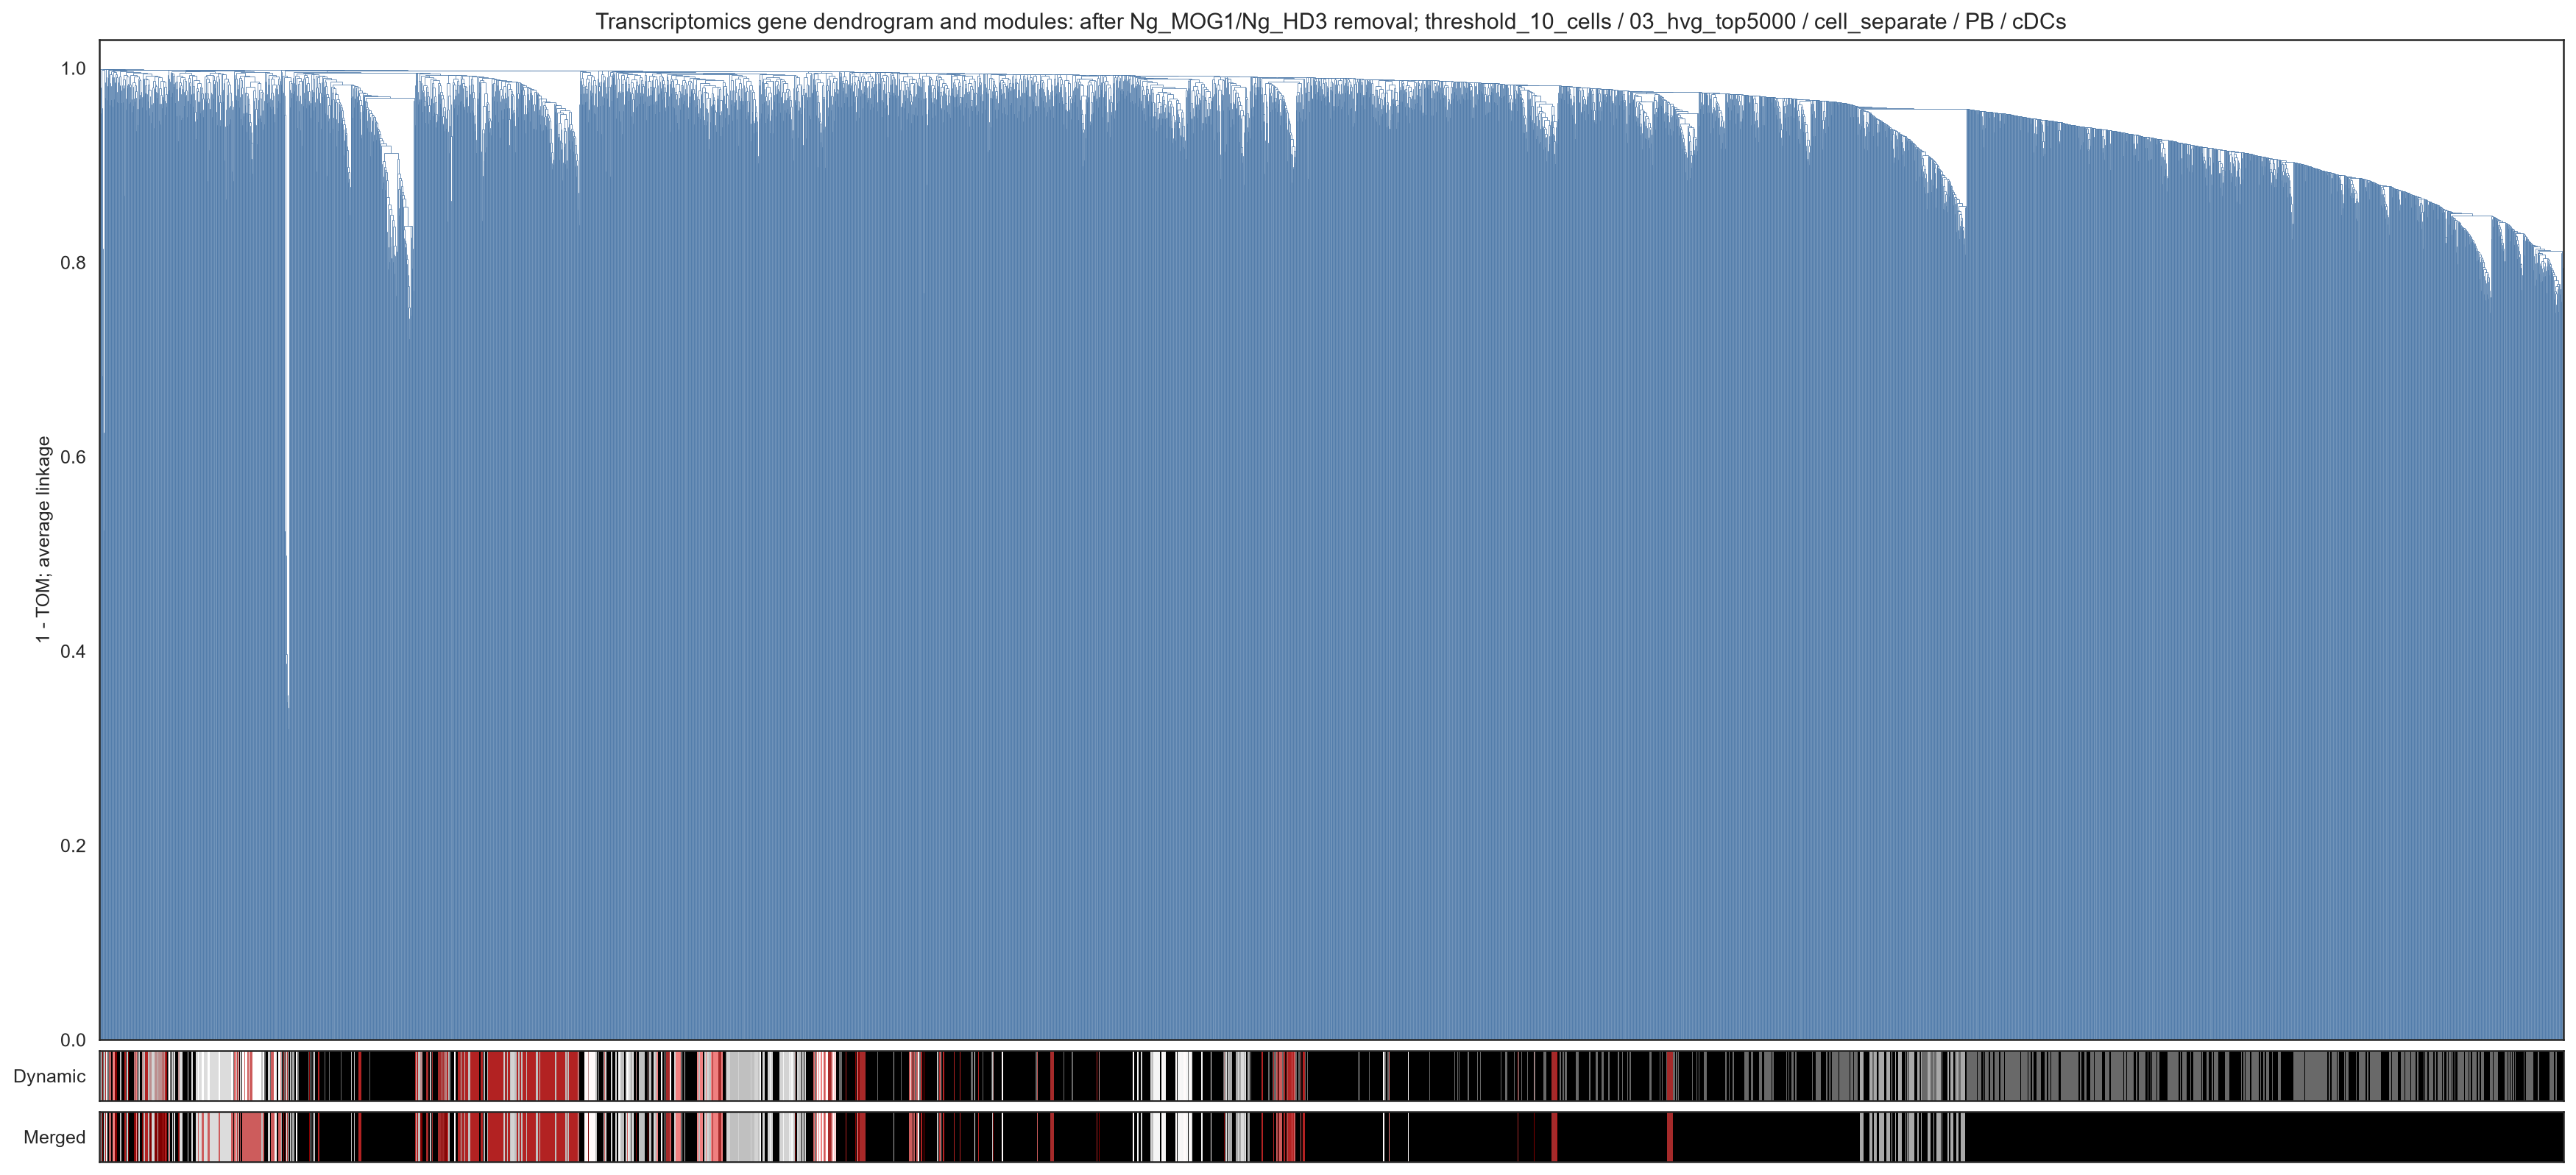 Transcriptomics gene dendrogram and modules: after Ng_MOG1/Ng_HD3 removal; threshold_10_cells / 03_hvg_top5000 / cell_separate / PB / cDCs
1.0
0.8
0.6
0.4
0.2
0.0
1 - TOM; average linkage
Dynamic
Merged